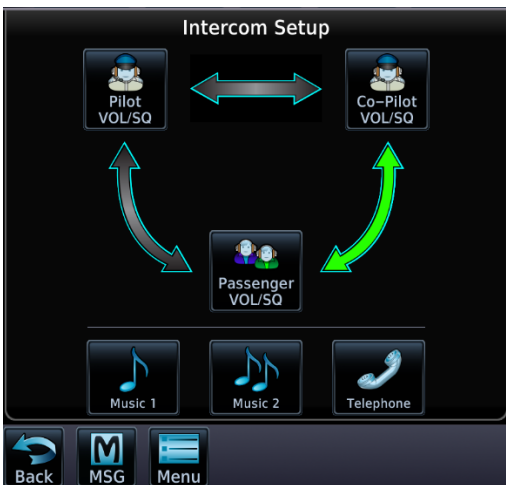 Intercom Setup
Pilot
VOL/SQ
Co-Pilot
VOL/SQ
Passenger
VOL/SQ
Music 1
Music 2
Telephone
Back
MSG
Menu